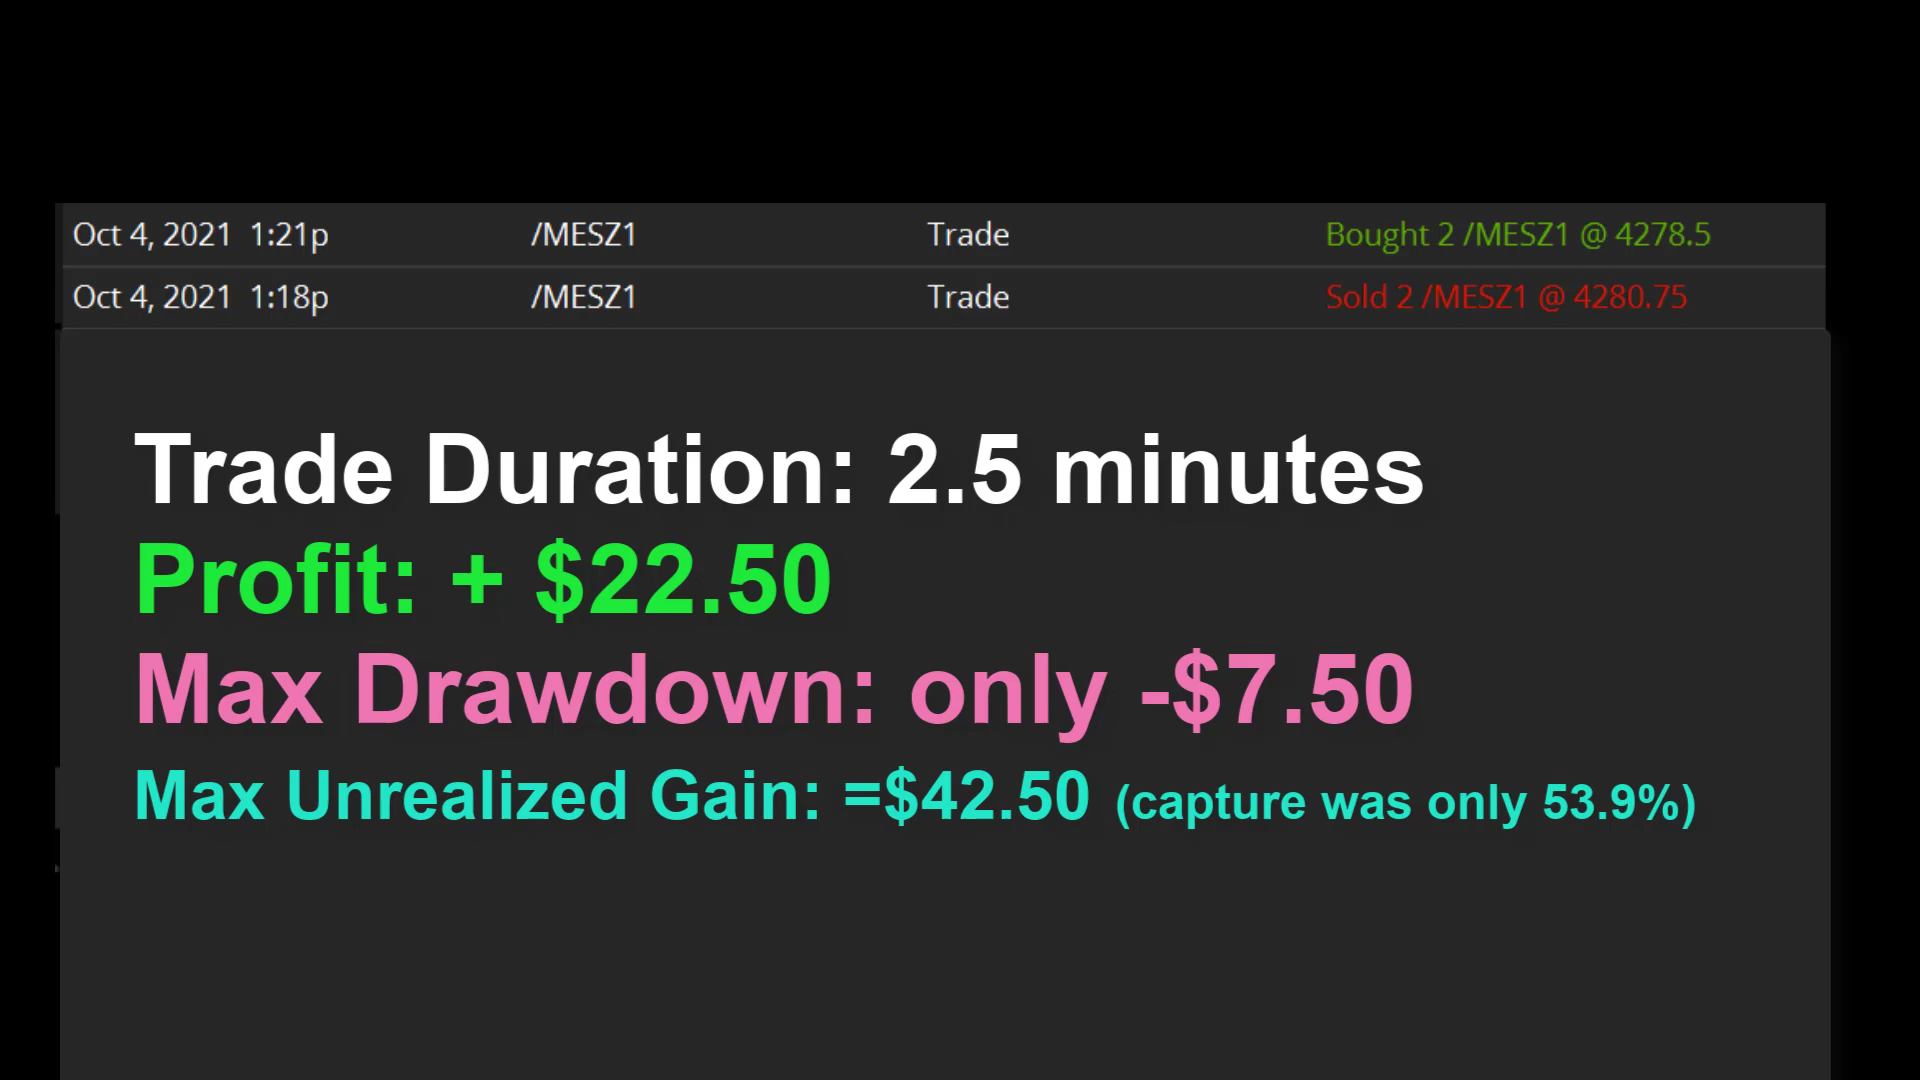 Oct 4, 2021 1:21p /MESZ1 Trade Bought 2 /MESZ1 @ 4278.5
Oct 4, 2021 1:18p /MESZ1 Trade Sold 2 /MESZ1 @ 4280.75
Trade Duration: 2.5 minutes
Profit: + $22.50
Max Drawdown: only -$7.50
Max Unrealized Gain: =$42.50 (capture was only 53.9%)